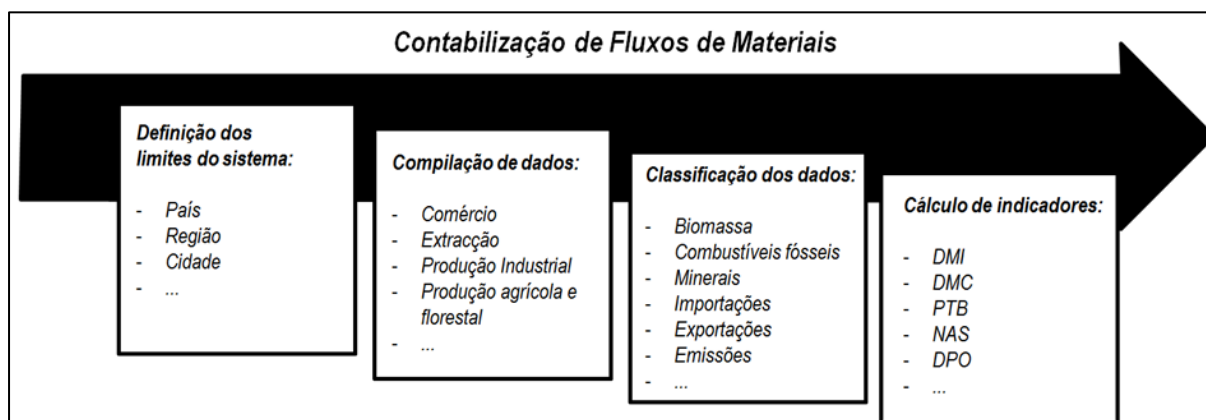 Contabilização de Fluxos de Materiais
Definição dos
limites do sistema:
- País
- Região
- Cidade
- ...
Compilação de dados:
- Comércio
- Extracção
- Produção Industrial
- Produção agrícola e
florestal
- ...
Classificação dos dados:
- Biomassa
- Combustíveis fósseis
- Minerais
- Importações
- Exportações
- Emissões
- ...
Cálculo de indicadores:
- DMI
- DMC
- PTB
- NAS
- DPO
- ...